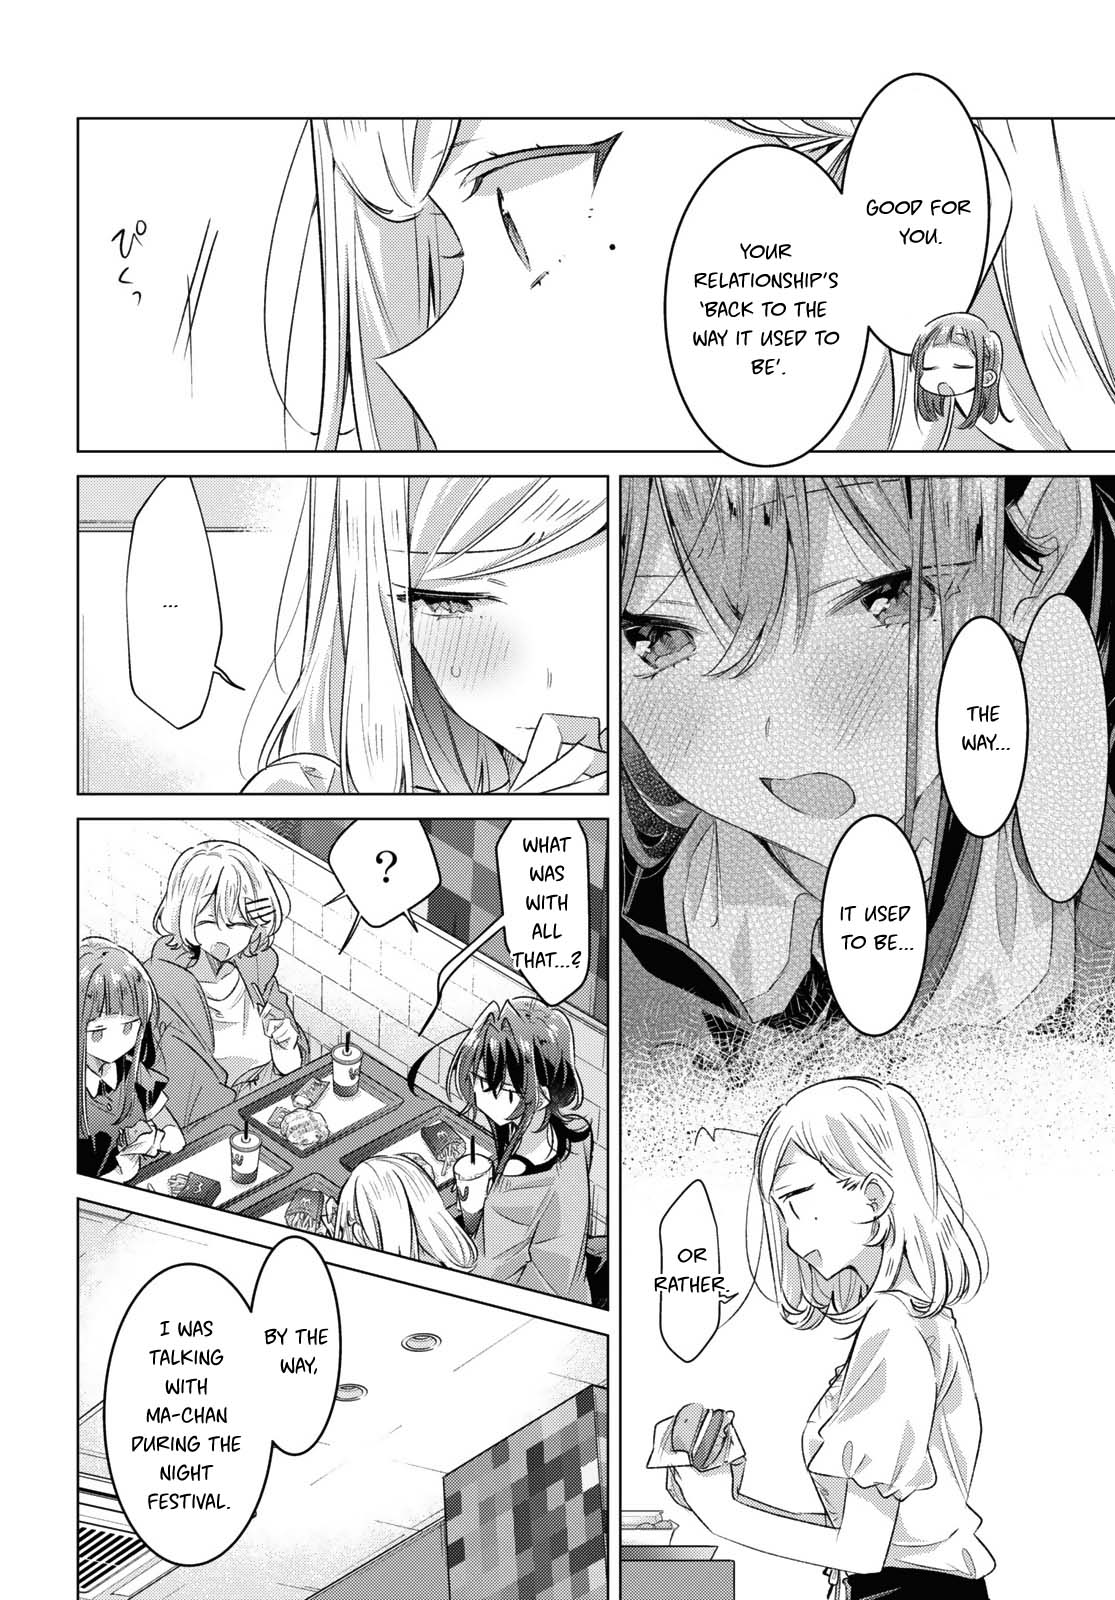 GOOD FOR
YOU.
YOUR
RELATIONSHIP'S
'BACK TO THE
WAY IT USED TO
BE'.
ぴくっ
THE
WAY...
IT USED
TO BE...
OR
RATHER.
...
WHAT
WAS
WITH
ALL
THAT...?
?
BY THE
WAY,
I WAS
TALKING
WITH
MA-CHAN
DURING THE
NIGHT
FESTIVAL.